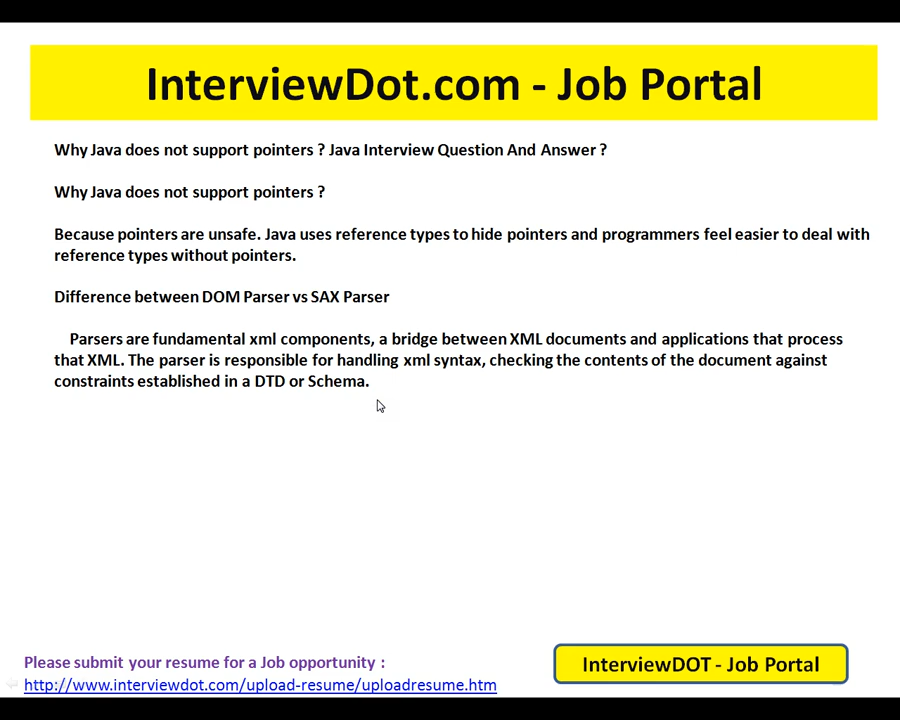 InterviewDot.com - Job Portal
Why Java does not support pointers ? Java Interview Question And Answer ?
Why Java does not support pointers ?
Because pointers are unsafe. Java uses reference types to hide pointers and programmers feel easier to deal with
reference types without pointers.
Difference between DOM Parser vs SAX Parser
Parsers are fundamental xml components, a bridge between XML documents and applications that process
that XML. The parser is responsible for handling xml syntax, checking the contents of the document against
constraints established in a DTD or Schema.
Please submit your resume for a Job opportunity :
http://www.interviewdot.com/upload-resume/uploadresume.htm
InterviewDOT - Job Portal